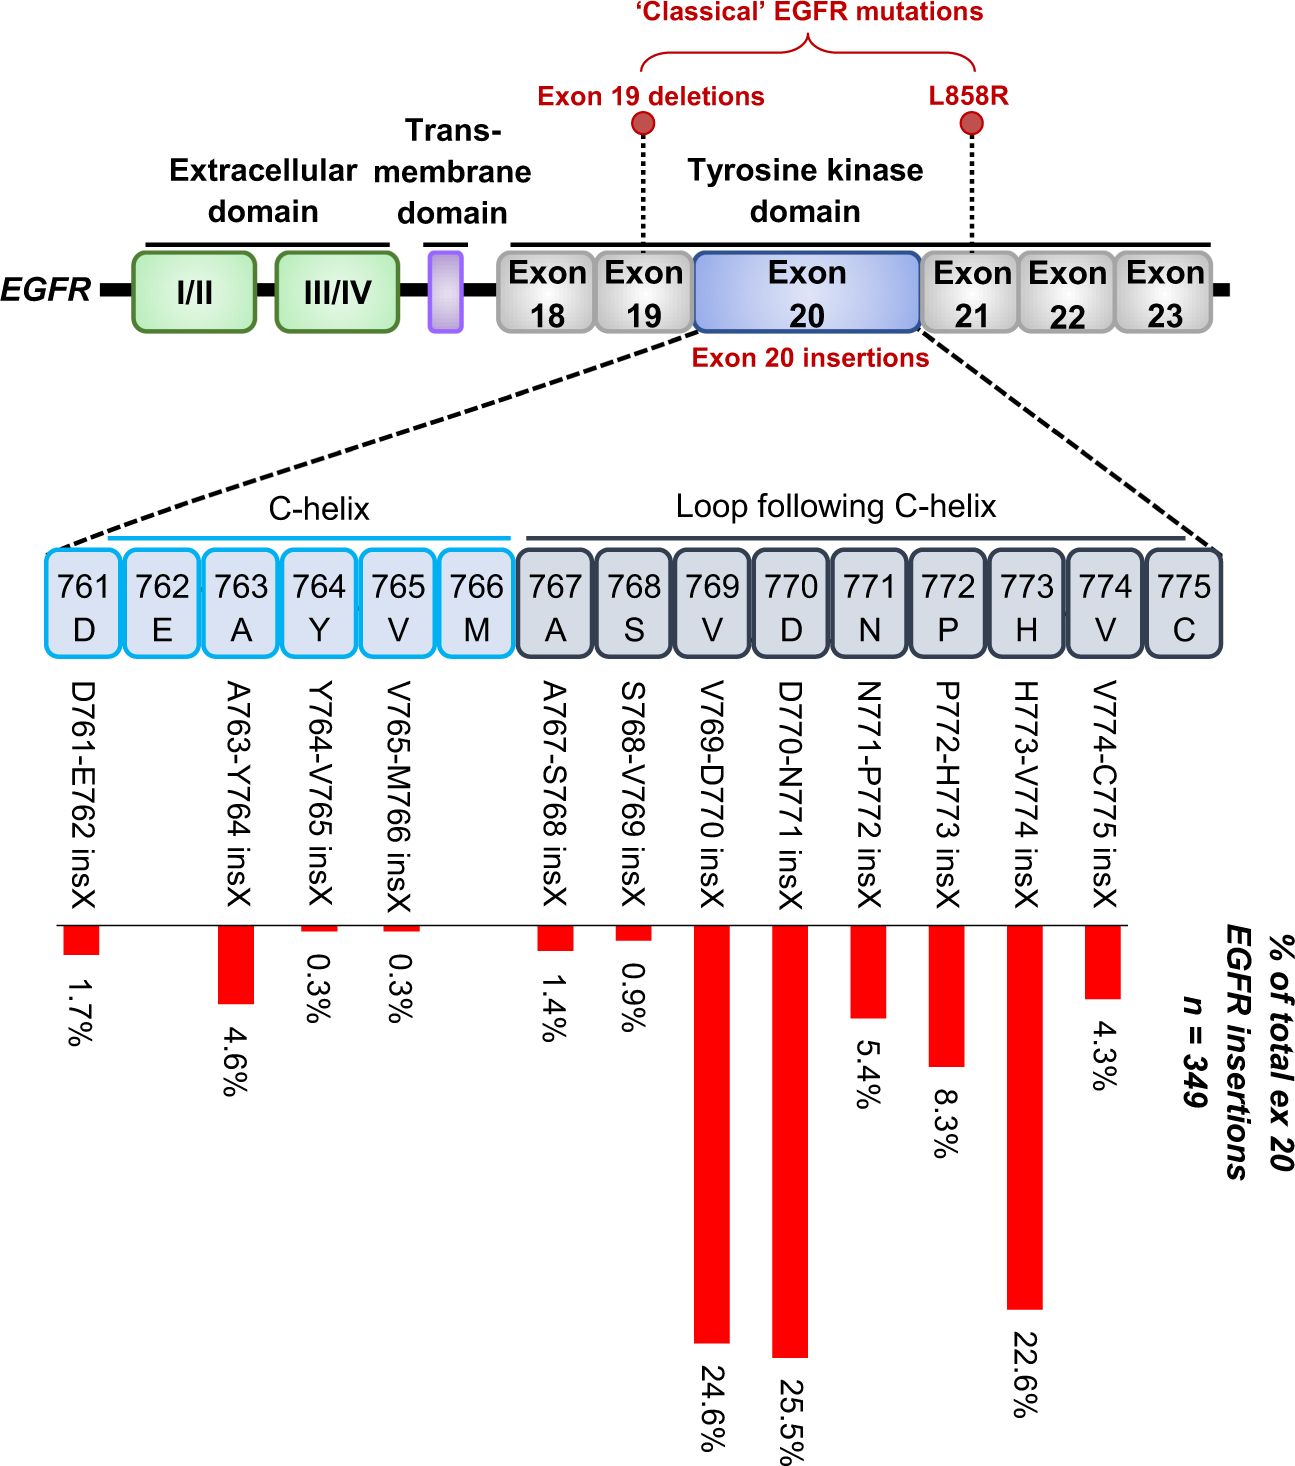 ‘Classical’ EGFR mutations
Exon 19 deletions
L858R
Extracellular
domain
Trans-
membrane
domain
Tyrosine kinase
domain
EGFR
I/II
III/IV
Exon
18
Exon
19
Exon
20
Exon
21
Exon
22
Exon
23
Exon 20 insertions
C-helix
Loop following C-helix
761
D
762
E
763
A
764
Y
765
V
766
M
767
A
768
S
769
V
770
D
771
N
772
P
773
H
774
V
775
C
D761-E762 insX
A763-Y764 insX
Y764-V765 insX
V765-M766 insX
A767-S768 insX
S768-V769 insX
V769-D770 insX
D770-N771 insX
N771-P772 insX
P772-H773 insX
H773-V774 insX
V774-C775 insX
1.7%
4.6%
0.3%
0.3%
1.4%
0.9%
24.6%
25.5%
5.4%
8.3%
22.6%
4.3%
% of total ex 20
EGFR insertions
n = 349